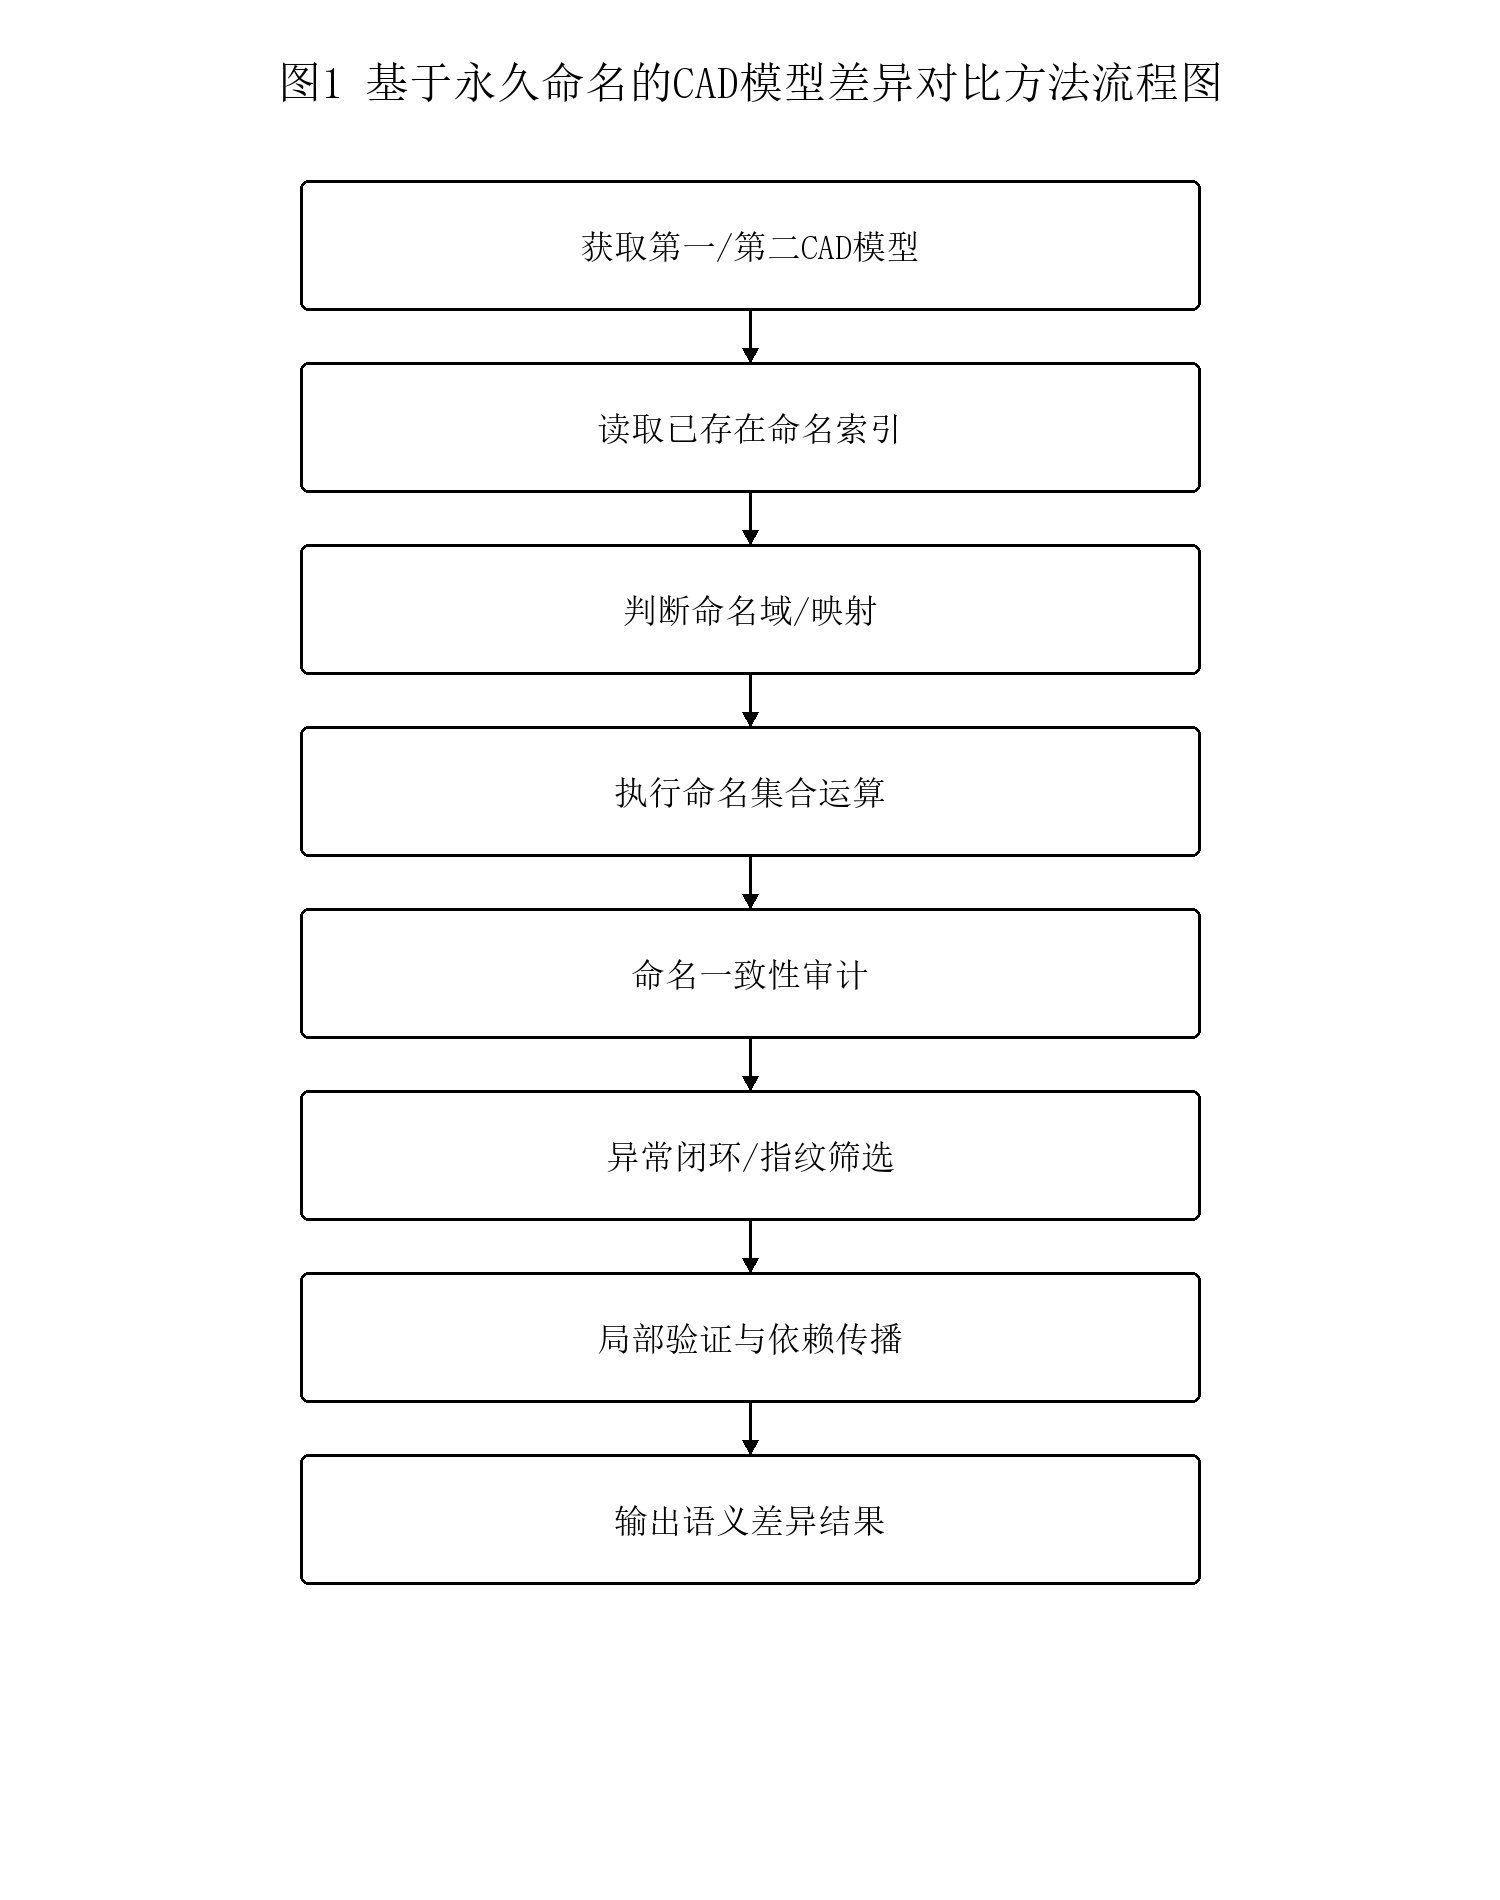 图1 基于永久命名的CAD模型差异对比方法流程图
获取第一/第二CAD模型
读取已存在命名索引
判断命名域/映射
执行命名集合运算
命名一致性审计
异常闭环/指纹筛选
局部验证与依赖传播
输出语义差异结果